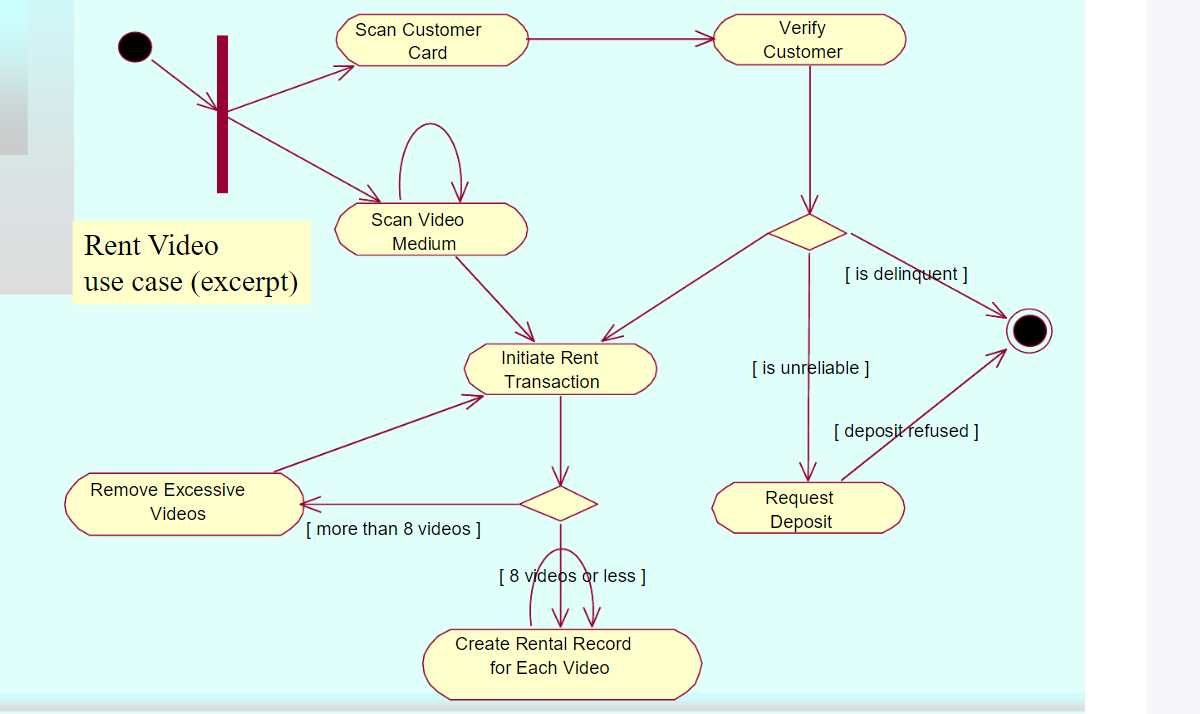 Scan Customer
Card
Verify
Customer
Scan Video
Medium
Rent Video
use case (excerpt)
[ is delinquent ]
Initiate Rent
Transaction
[ is unreliable ]
[ deposit refused ]
Remove Excessive
Videos
[ more than 8 videos ]
Request
Deposit
[ 8 videos or less ]
Create Rental Record
for Each Video